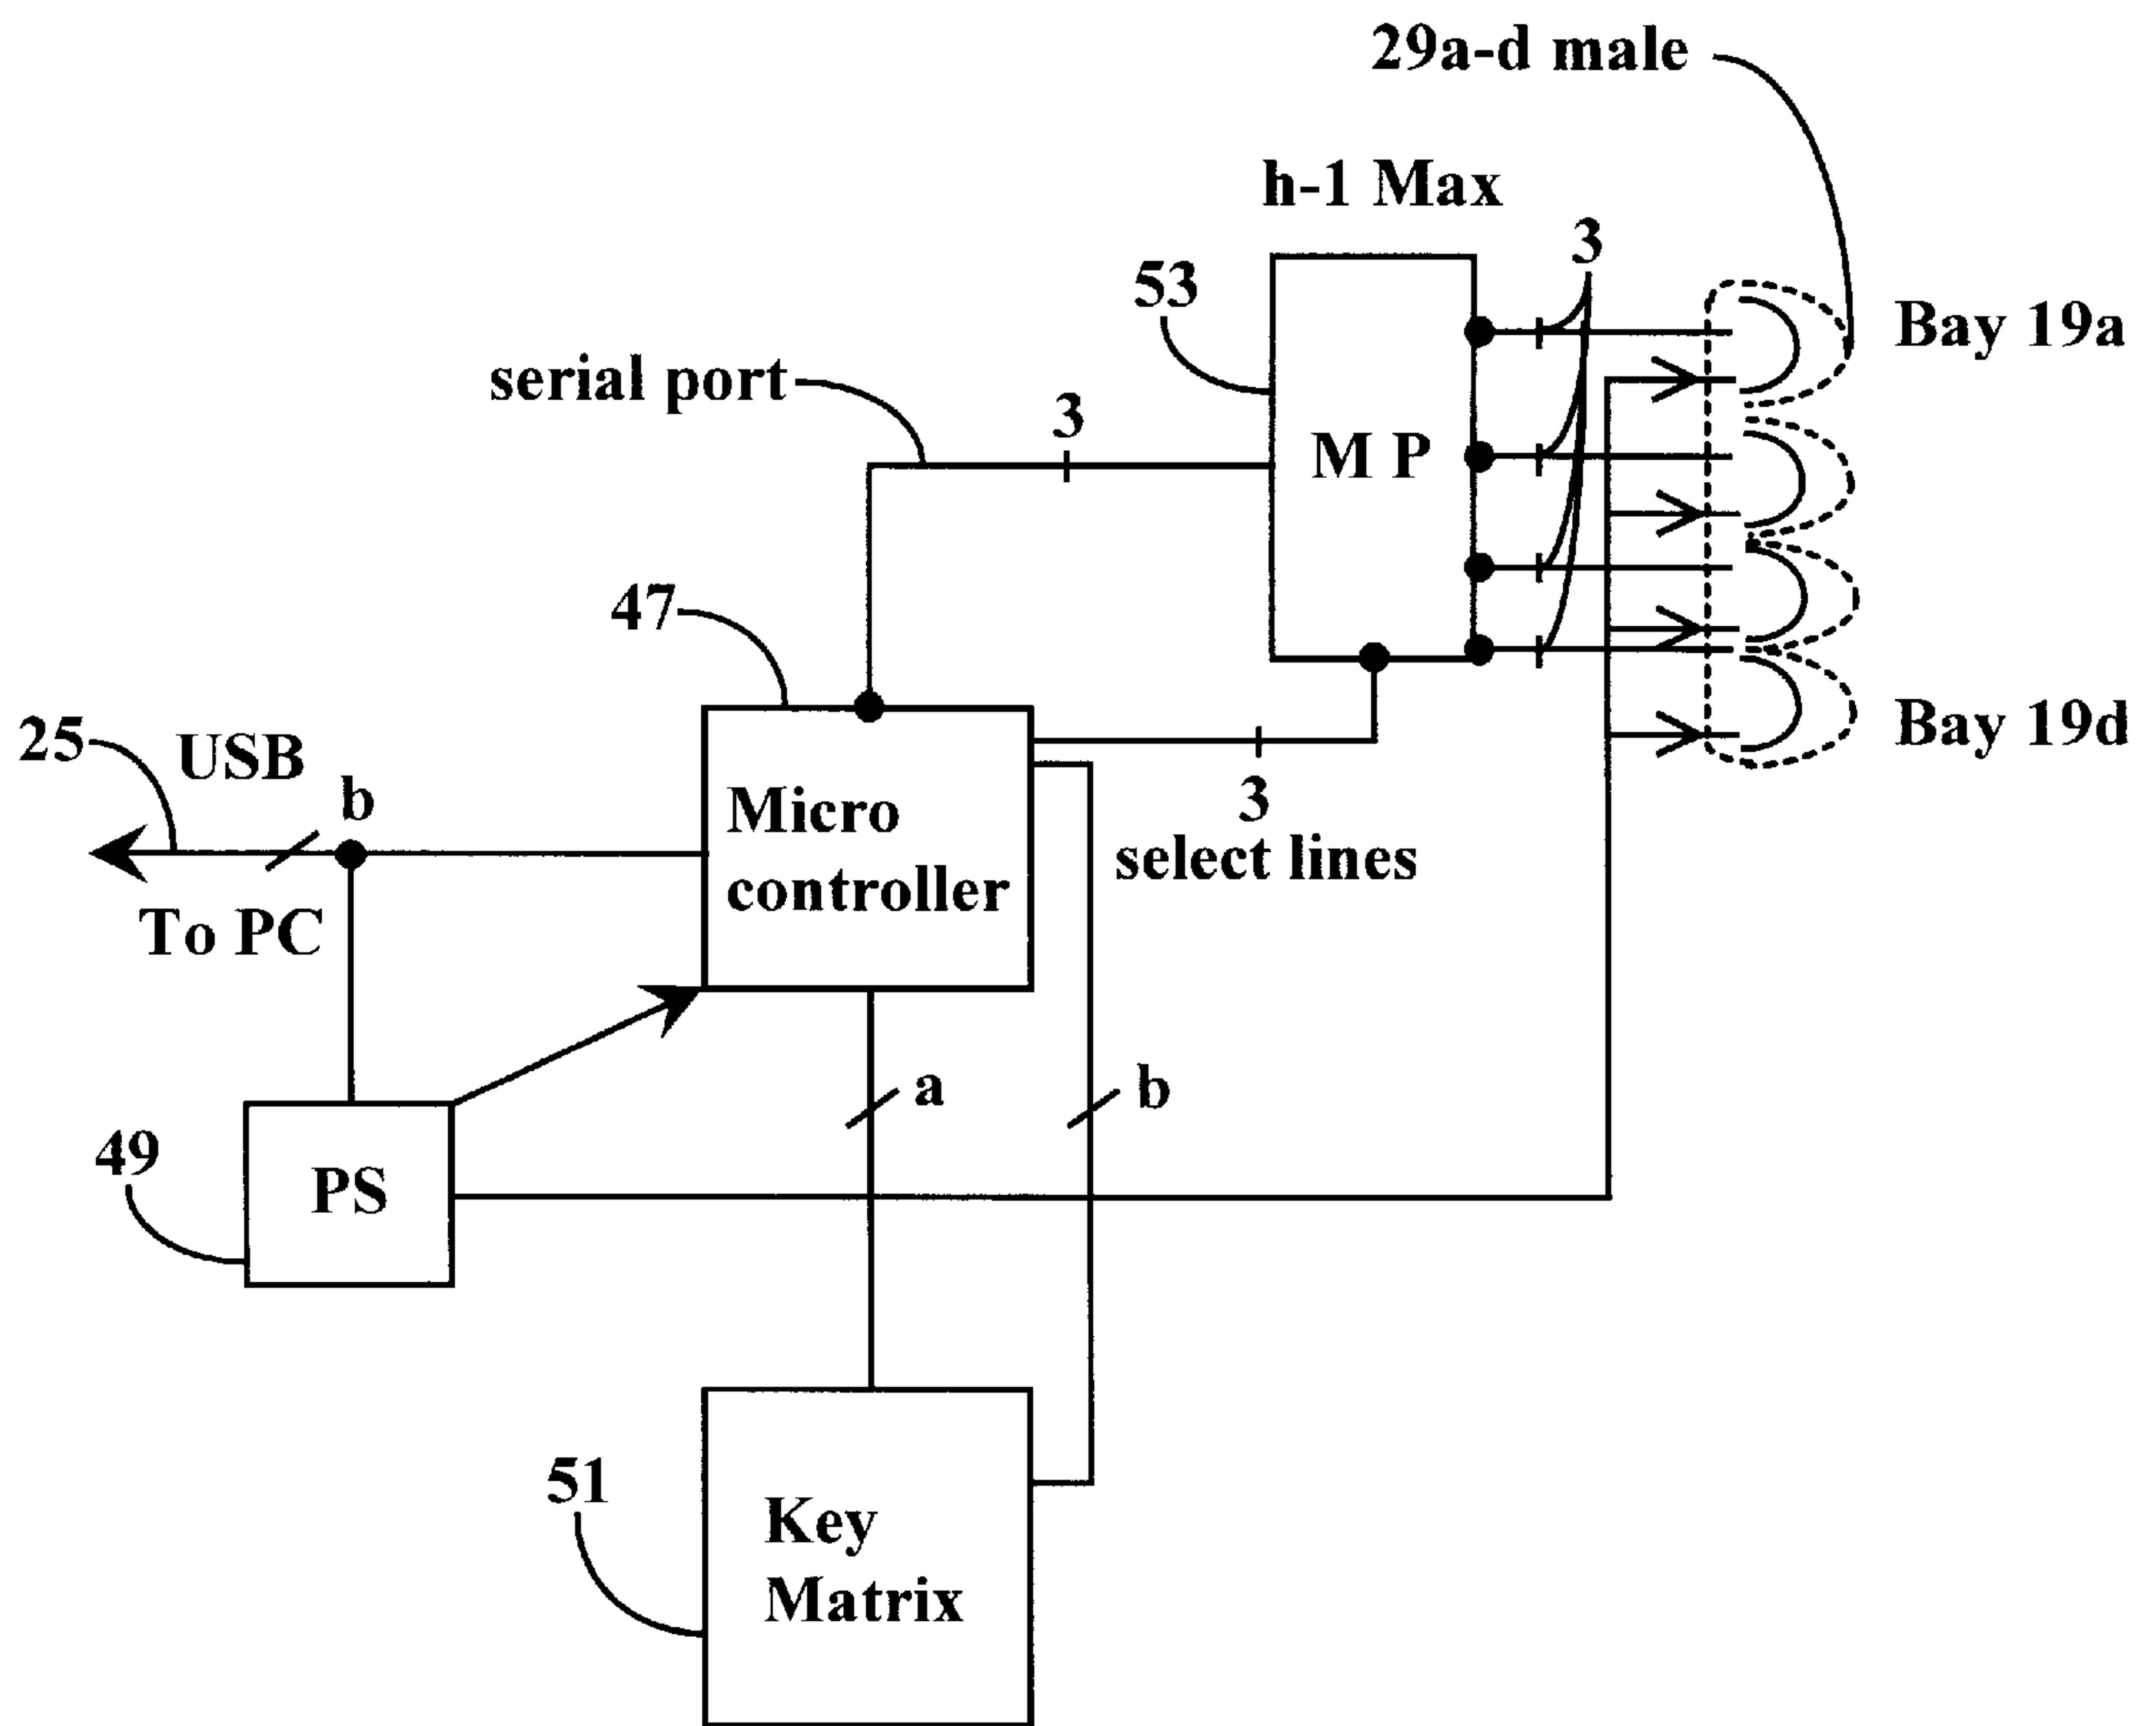 29a-d male
h-1 Max
3
53
Bay 19a
serial port
3
M P
47
Bay 19d
25
USB
b
Micro
controller
3
select lines
To PC
a
b
49
PS
51
Key
Matrix